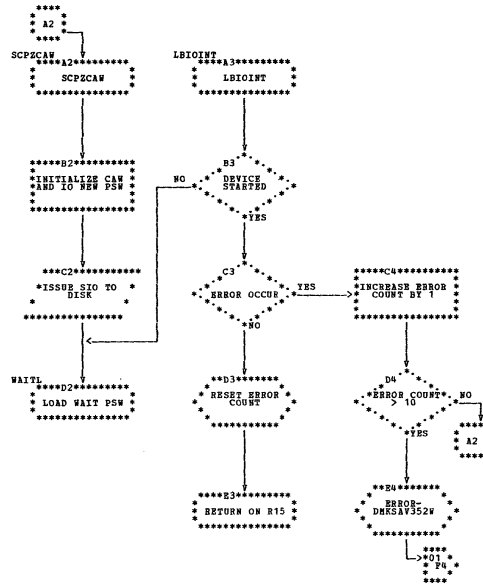 A2
SCPZCAW
A2
SCPZCAW
LBIOINT
A3
LBIOINT
B2
INITIALIZE CAW
AND IO NEW PSW
B3
DEVICE
STARTED
NO
YES
C2
ISSUE SIO TO
DISK
C3
ERROR OCCUR
YES
NO
C4
INCREASE ERROR
COUNT BY 1
WAITL
D2
LOAD WAIT PSW
D3
RESET ERROR
COUNT
D4
ERROR COUNT
> 10
NO
YES
A2
E3
RETURN ON R15
E4
ERROR-
DMKSAV352W
01
F4